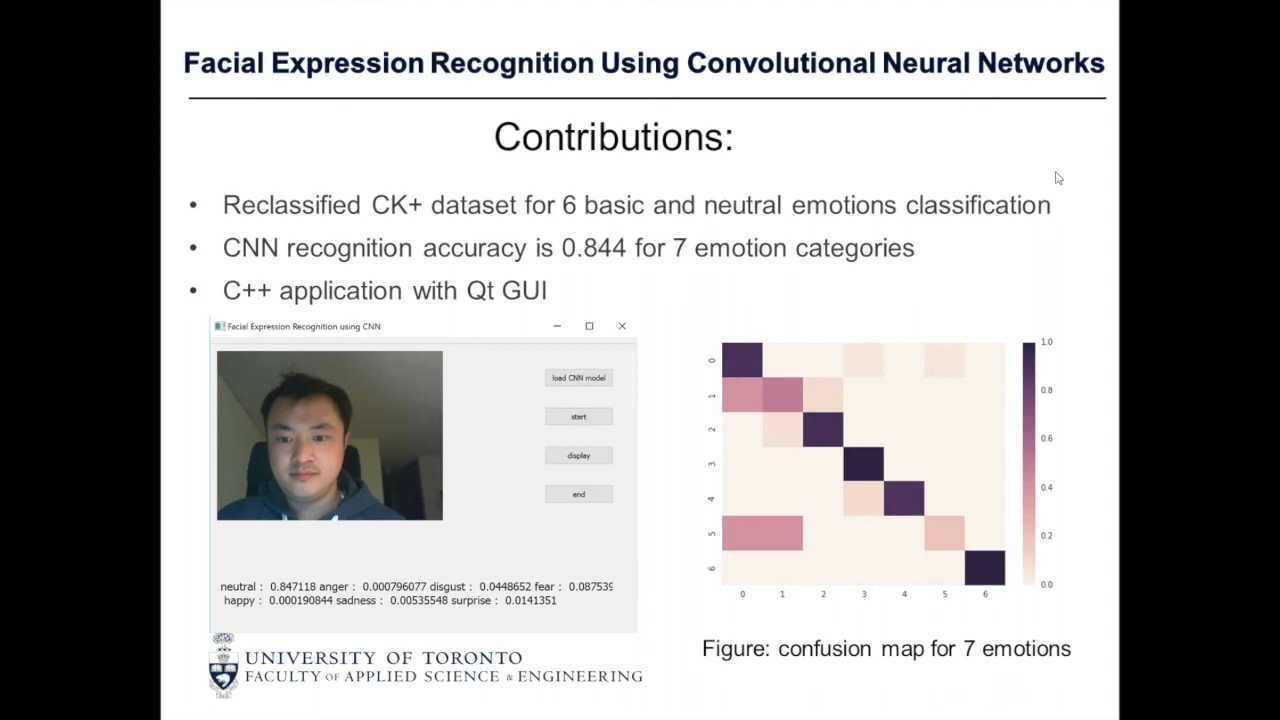 Facial Expression Recognition Using Convolutional Neural Networks
Contributions:
• Reclassified CK+ dataset for 6 basic and neutral emotions classification
• CNN recognition accuracy is 0.844 for 7 emotion categories
• C++ application with Qt GUI
Facial Expression Recognition using CNN
load CNN model
start
display
end
neutral : 0.847118 anger : 0.000796077 disgust : 0.0448652 fear : 0.087539
happy : 0.000190844 sadness : 0.00535548 surprise : 0.0141351
UNIVERSITY OF TORONTO
FACULTY OF APPLIED SCIENCE & ENGINEERING
0
1
2
3
4
5
6
0 1 2 3 4 5 6
1.0
0.8
0.6
0.4
0.2
0.0
Figure: confusion map for 7 emotions